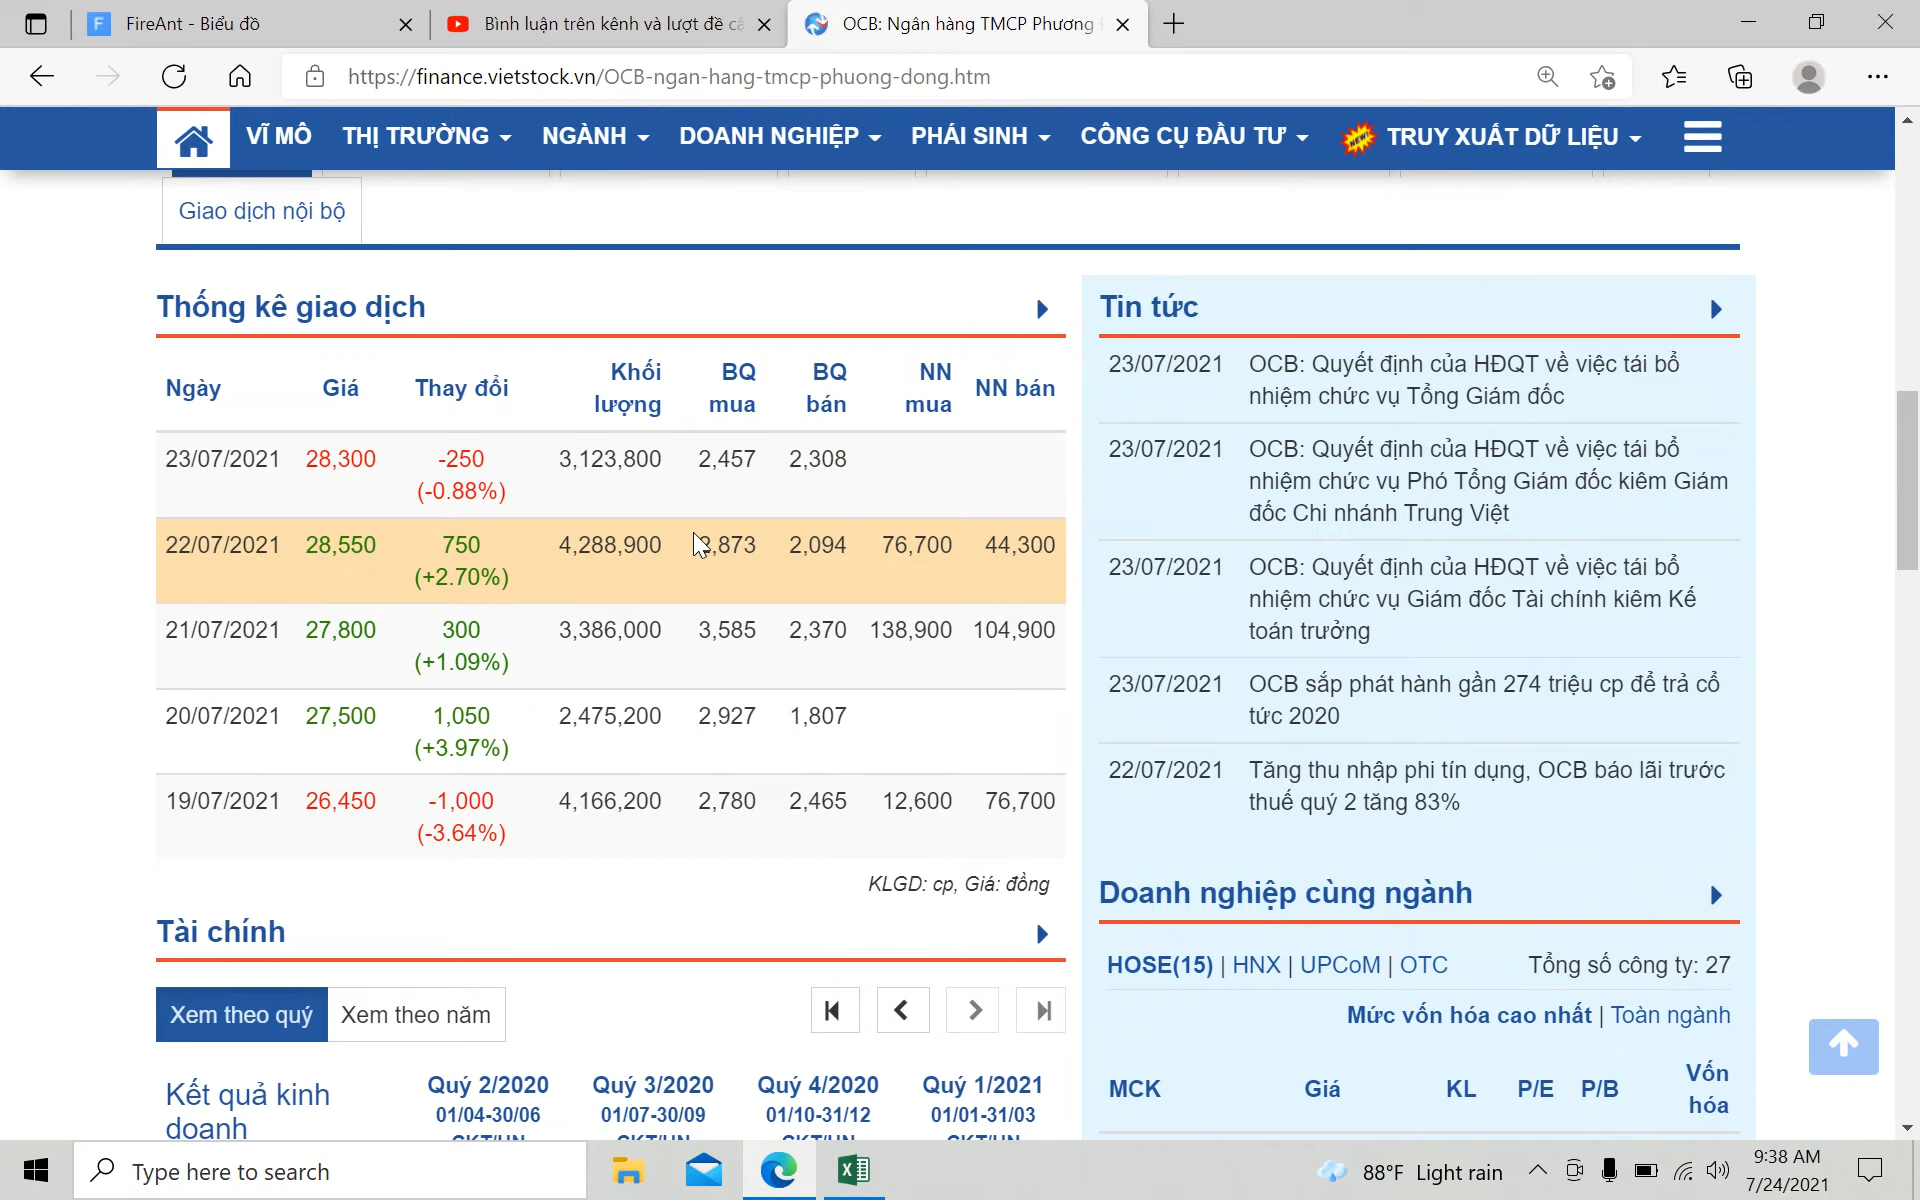 FireAnt - Biểu đồ
Bình luận trên kênh và lượt đề
OCB: Ngân hàng TMCP Phương
https://finance.vietstock.vn/OCB-ngan-hang-tmcp-phuong-dong.htm
VĨ MÔ THỊ TRƯỜNG NGÀNH DOANH NGHIỆP PHÁI SINH CÔNG CỤ ĐẦU TƯ TRUY XUẤT DỮ LIỆU
Giao dịch nội bộ
Thống kê giao dịch
Ngày Giá Thay đổi Khối BQ BQ NN NN bán
lượng mua bán mua
23/07/2021 28,300 -250 3,123,800 2,457 2,308
(-0.88%)
22/07/2021 28,550 750 4,288,900 ,873 2,094 76,700 44,300
(+2.70%)
21/07/2021 27,800 300 3,386,000 3,585 2,370 138,900 104,900
(+1.09%)
20/07/2021 27,500 1,050 2,475,200 2,927 1,807
(+3.97%)
19/07/2021 26,450 -1,000 4,166,200 2,780 2,465 12,600 76,700
(-3.64%)
KLGD: cp, Giá: đồng
Tài chính
Xem theo quý Xem theo năm
Kết quả kinh
doanh
Quý 2/2020 Quý 3/2020 Quý 4/2020 Quý 1/2021
01/04-30/06 01/07-30/09 01/10-31/12 01/01-31/03
Tin tức
23/07/2021 OCB: Quyết định của HĐQT về việc tái bổ
nhiệm chức vụ Tổng Giám đốc
23/07/2021 OCB: Quyết định của HĐQT về việc tái bổ
nhiệm chức vụ Phó Tổng Giám đốc kiêm Giám
đốc Chi nhánh Trung Việt
23/07/2021 OCB: Quyết định của HĐQT về việc tái bổ
nhiệm chức vụ Giám đốc Tài chính kiêm Kế
toán trưởng
23/07/2021 OCB sắp phát hành gần 274 triệu cp để trả cổ
tức 2020
22/07/2021 Tăng thu nhập phi tín dụng, OCB báo lãi trước
thuế quý 2 tăng 83%
Doanh nghiệp cùng ngành
HOSE(15) | HNX | UPCoM | OTC Tổng số công ty: 27
Mức vốn hóa cao nhất | Toàn ngành
MCK Giá KL P/E P/B Vốn
hóa
Type here to search
88°F Light rain
9:38 AM
7/24/2021